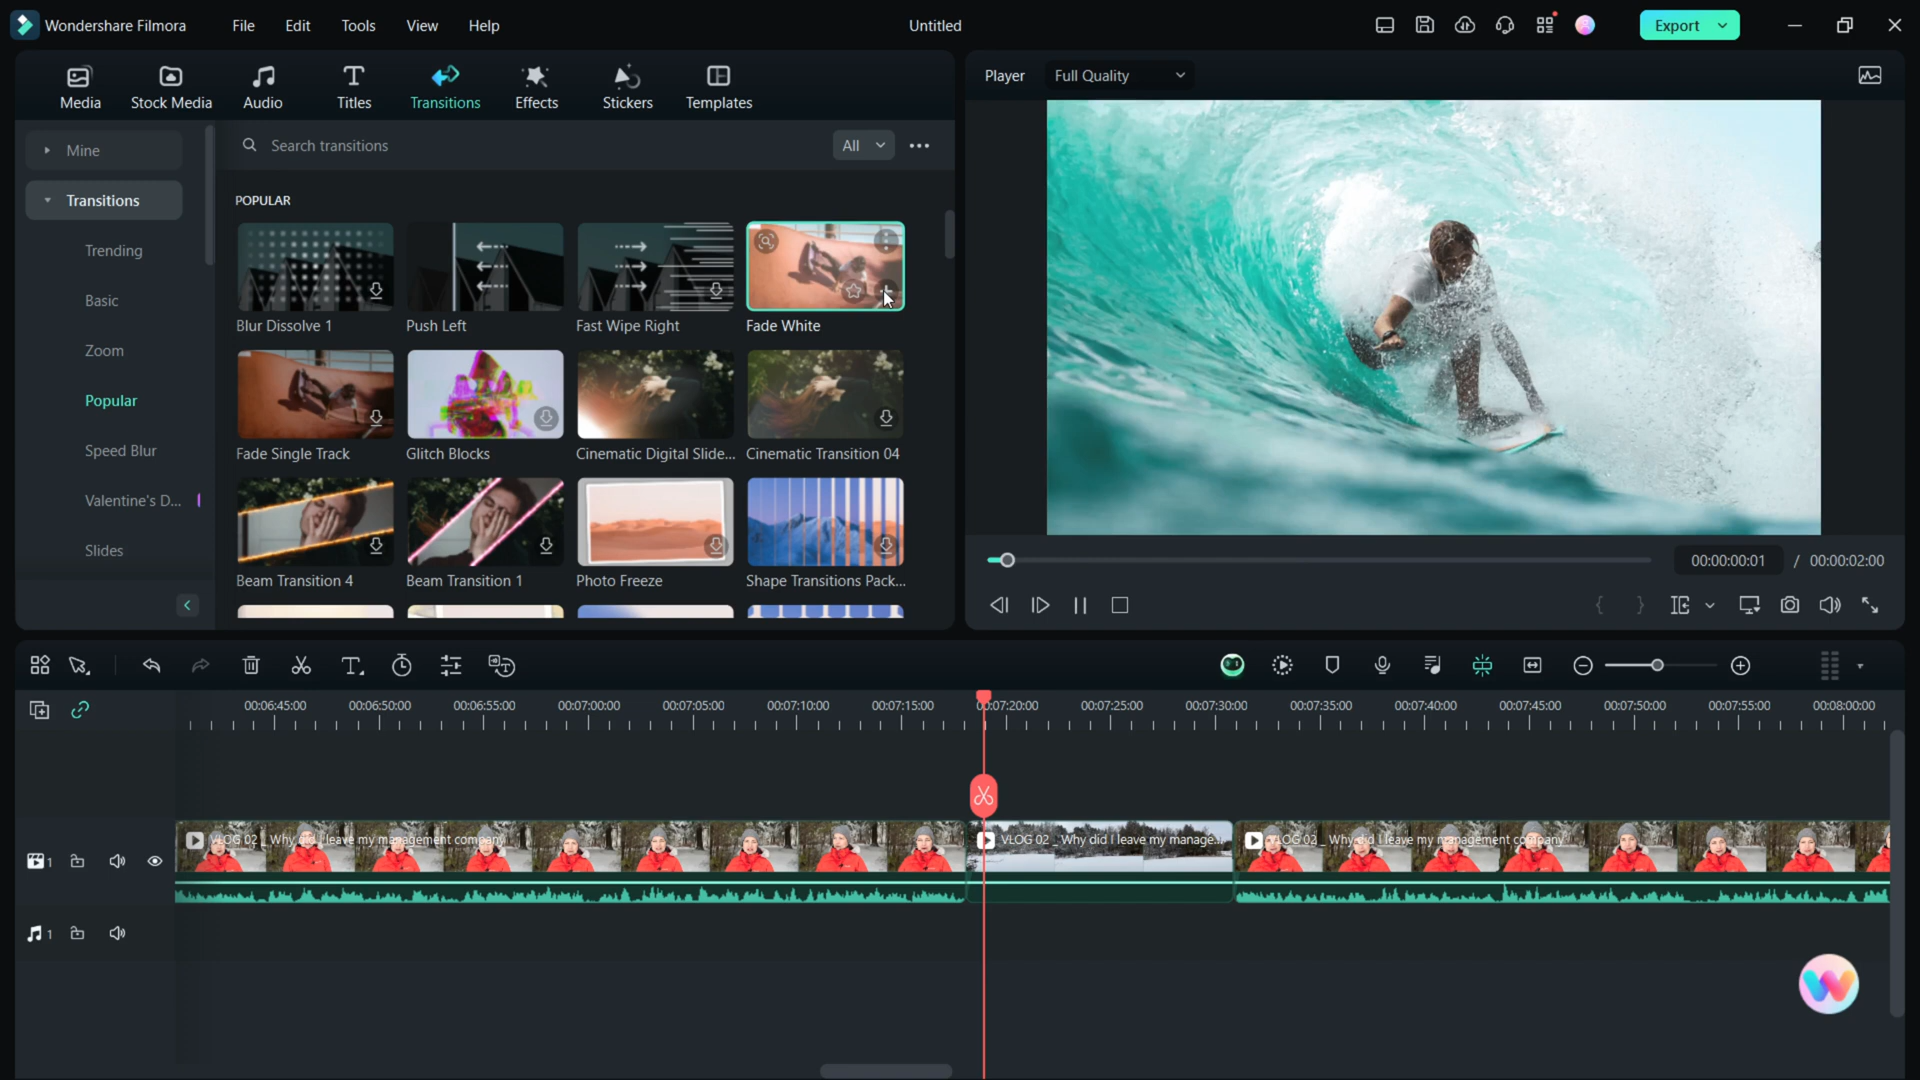 Wondershare Filmora
File
Edit
Tools
View
Help
Untitled
Export
Media
Stock Media
Audio
Titles
Transitions
Effects
Stickers
Templates
Player
Full Quality
Mine
Transitions
Trending
Basic
Zoom
Popular
Speed Blur
Valentine's D...
Slides
Search transitions
All
POPULAR
Blur Dissolve 1
Push Left
Fast Wipe Right
Fade White
Fade Single Track
Glitch Blocks
Cinematic Digital Slide...
Cinematic Transition 04
Beam Transition 4
Beam Transition 1
Photo Freeze
Shape Transitions Pack...
00:00:00:01 / 00:00:02:00
00:06:45:00
00:06:50:00
00:06:55:00
00:07:00:00
00:07:05:00
00:07:10:00
00:07:15:00
00:07:20:00
00:07:25:00
00:07:30:00
00:07:35:00
00:07:40:00
00:07:45:00
00:07:50:00
00:07:55:00
00:08:00:00
VLOG 02 _ Why did I leave my management company
VLOG 02 _ Why did I leave my manage...
VLOG 02 _ Why did I leave my management company
1
1